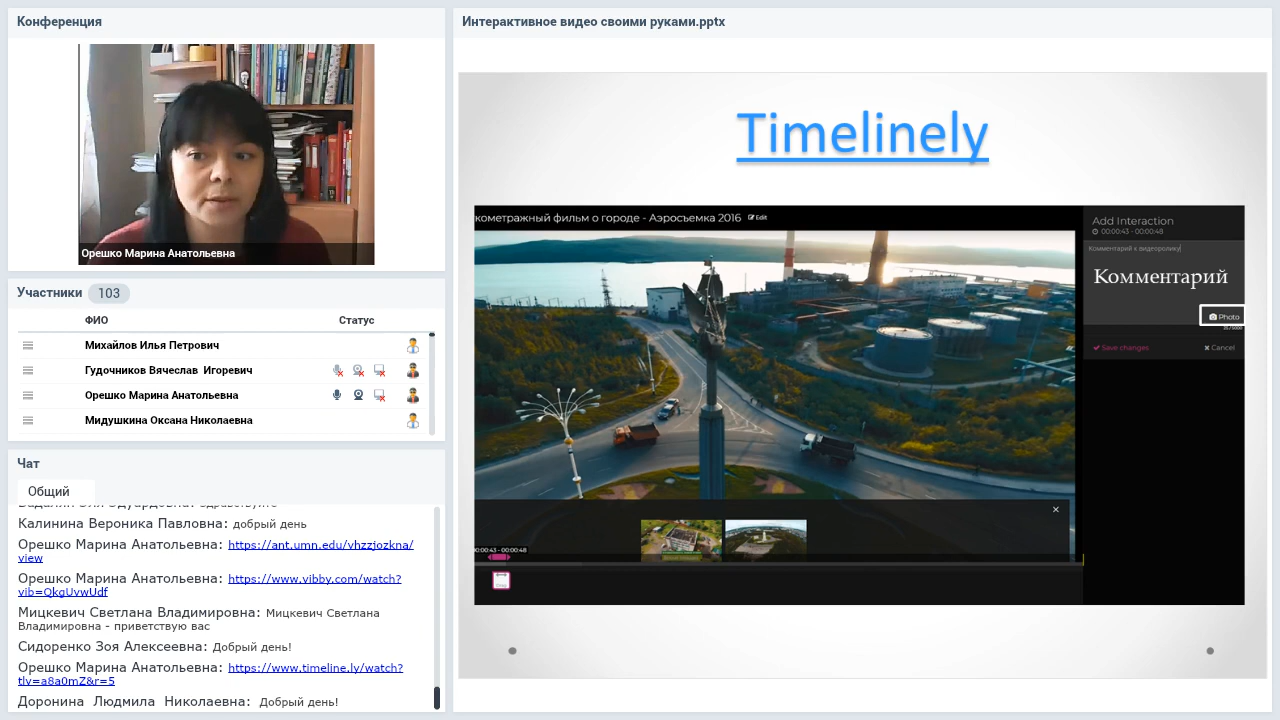 Конференция
Орешко Марина Анатольевна
Участники 103
ФИО Статус
Михайлов Илья Петрович
Гудочников Вячеслав Игоревич
Орешко Марина Анатольевна
Мидушкина Оксана Николаевна
Чат
Общий
Калинина Вероника Павловна: добрый день
Орешко Марина Анатольевна: https://ant.umn.edu/vhzzjozkna/
view
Орешко Марина Анатольевна: https://www.vibby.com/watch?
vib=QkgUvwUdf
Мицкевич Светлана Владимировна: Мицкевич Светлана
Владимировна - приветствую вас
Сидоренко Зоя Алексеевна: Добрый день!
Орешко Марина Анатольевна: https://www.timeline.ly/watch?
tlv=a8a0mZ&r=5
Доронина Людмила Николаевна: Добрый день!
Интерактивное видео своими руками.pptx
Timelinely
кометражный фильм о городе - Аэросъемка 2016 Edit
Add Interaction
00:00:43 - 00:00:48
Комментарий к видеоролику
Комментарий
Photo
Save changes Cancel
00:00:43 - 00:00:48